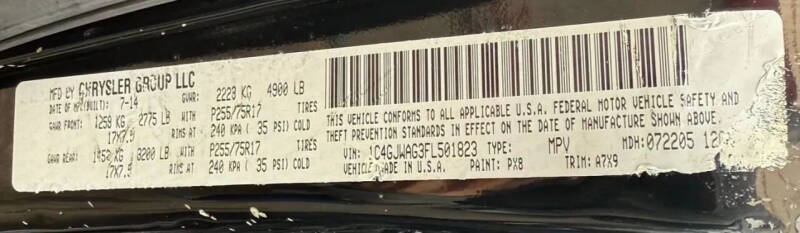 MFD BY CHRYSLER GROUP LLC
DATE OF MFR(BUILT): 7-14 GVWR: 2223 KG 4900 LB
GAWR FRONT: 1259 KG 2775 LB WITH P255/75R17 TIRES
17X7.5 RIMS AT 240 KPA ( 35 PSI) COLD
GAWR REAR: 1452 KG 3200 LB WITH P255/75R17 TIRES
17X7.5 RIMS AT 240 KPA ( 35 PSI) COLD
THIS VEHICLE CONFORMS TO ALL APPLICABLE U.S.A. FEDERAL MOTOR VEHICLE SAFETY AND
THEFT PREVENTION STANDARDS IN EFFECT ON THE DATE OF MANUFACTURE SHOWN ABOVE.
VIN: 1C4GJWAG3FL501823 TYPE: MPV MDH: 072205
VEHICLE MADE IN U.S.A. PAINT: PX8 TRIM: A7X9